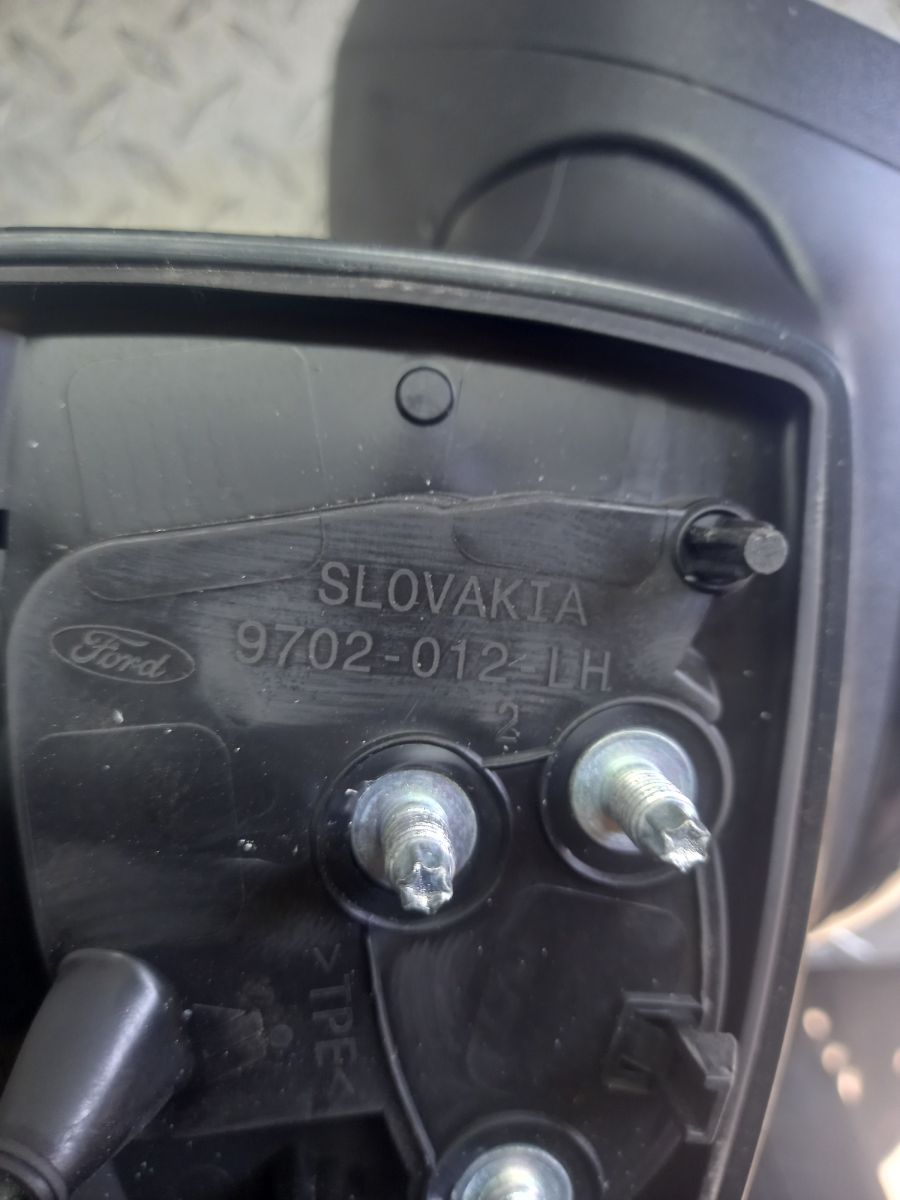 SLOVAKIA
Ford
9702-012-LH
2
>TPE<